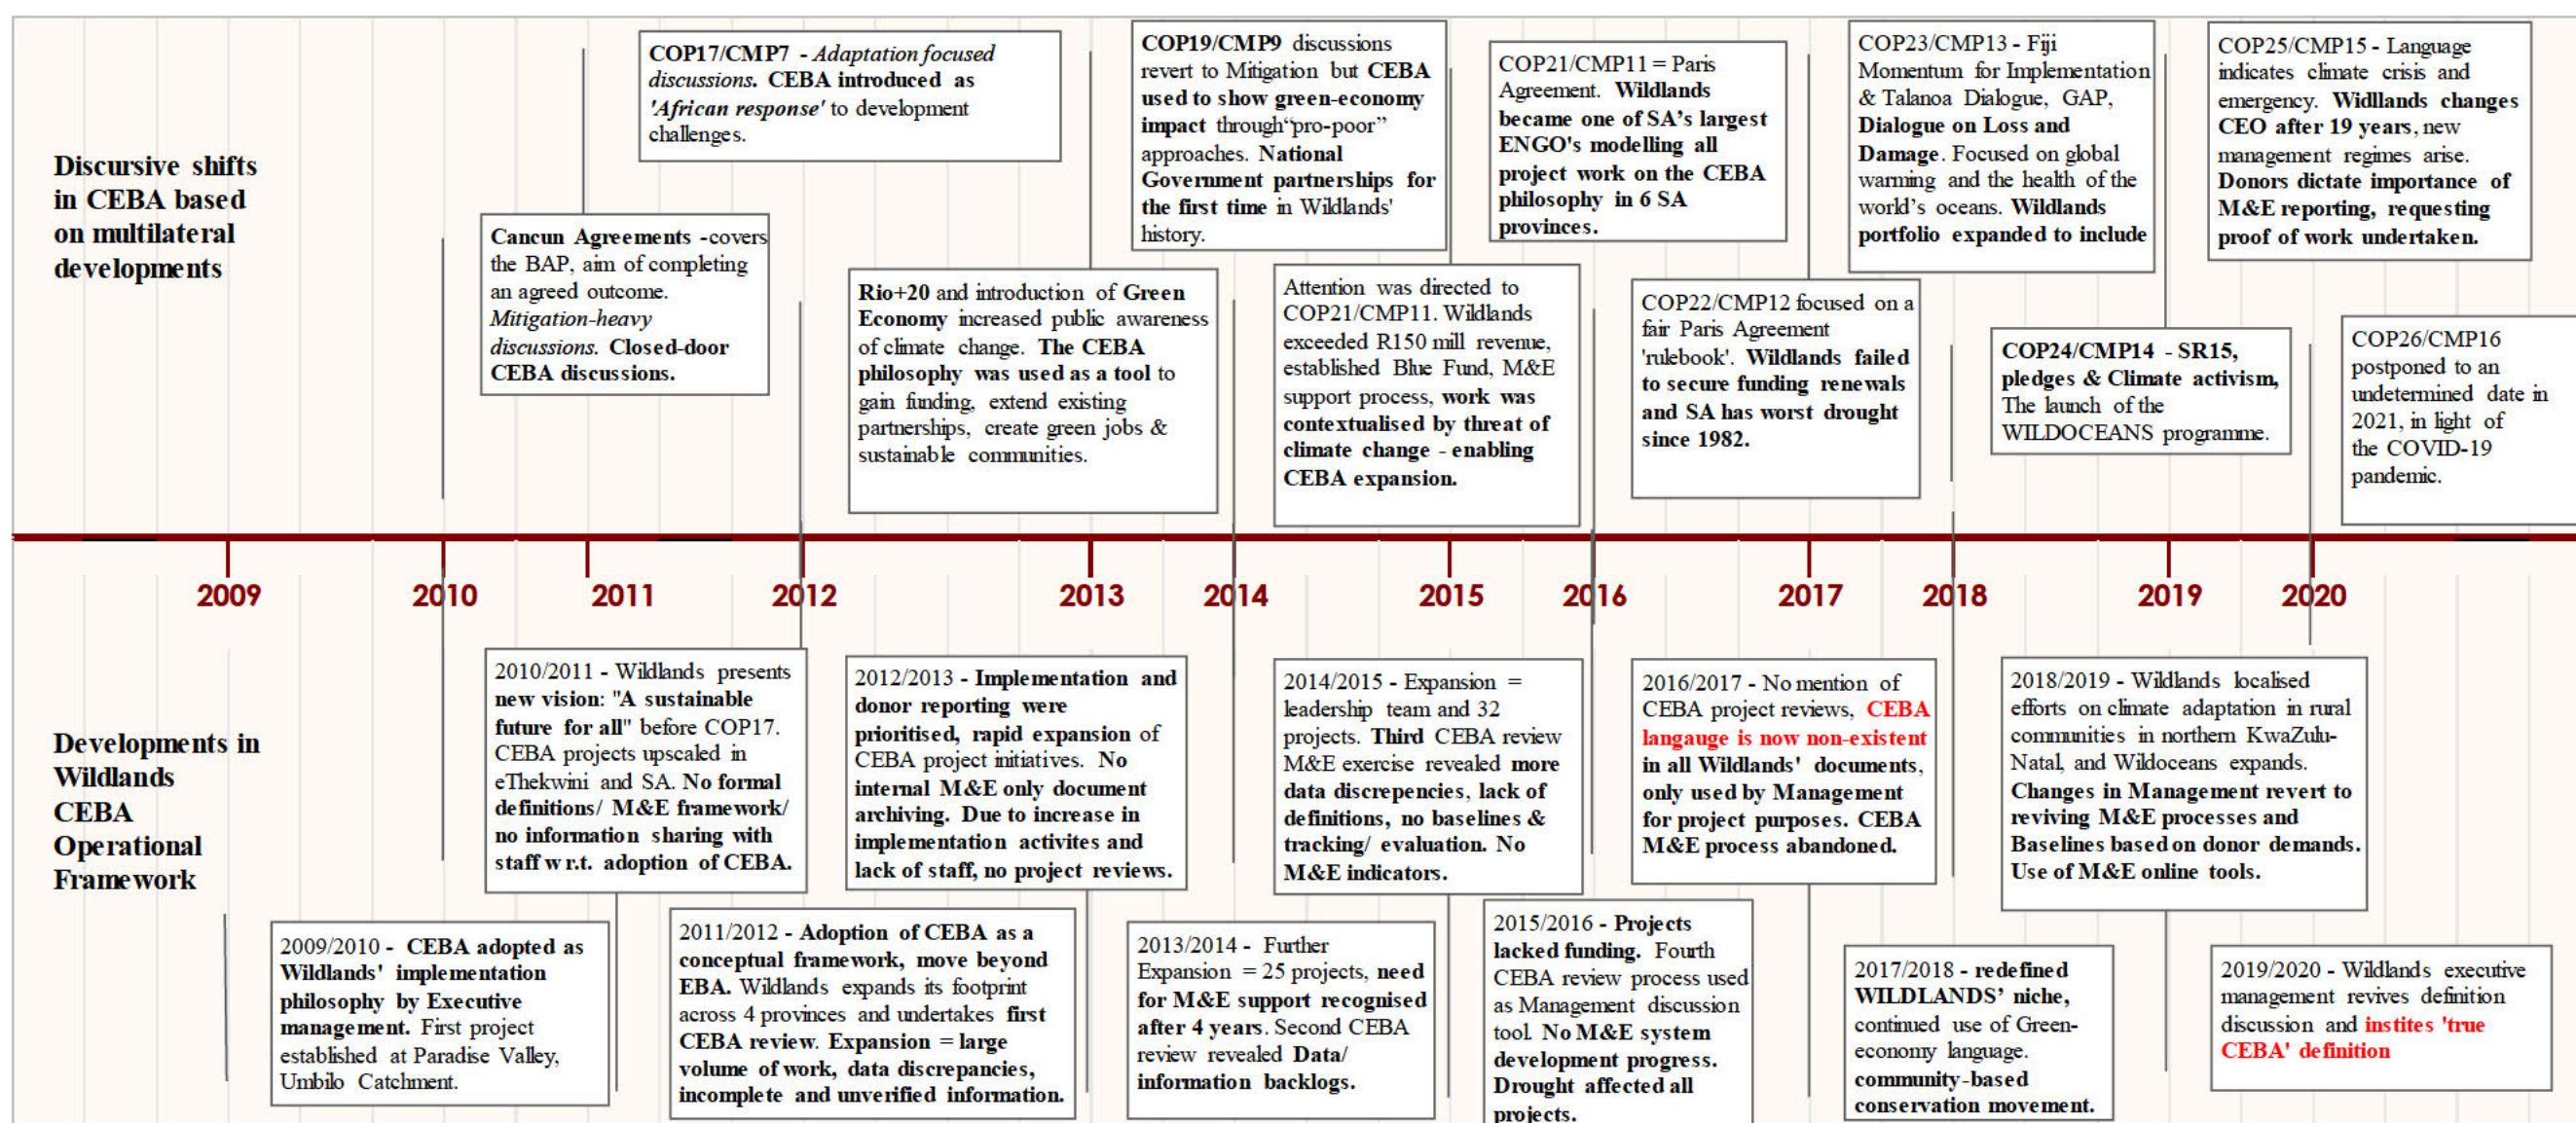 Discursive shifts
in CEBA based
on multilateral
developments
Cancun Agreements -covers
the BAP, aim of completing
an agreed outcome.
Mitigation-heavy
discussions. Closed-door
CEBA discussions.
COP17/CMP7 - Adaptation focused
discussions. CEBA introduced as
'African response' to development
challenges.
Rio+20 and introduction of Green
Economy increased public awareness
of climate change. The CEBA
philosophy was used as a tool to
gain funding, extend existing
partnerships, create green jobs &
sustainable communities.
COP19/CMP9 discussions
revert to Mitigation but CEBA
used to show green-economy
impact through“pro-poor”
approaches. National
Government partnerships for
the first time in Wildlands'
history.
Attention was directed to
COP21/CMP11. Wildlands
exceeded R150 mill revenue,
established Blue Fund, M&E
support process, work was
contextualised by threat of
climate change - enabling
CEBA expansion.
COP21/CMP11 = Paris
Agreement. Wildlands
became one of SA’s largest
ENGO's modelling all
project work on the CEBA
philosophy in 6 SA
provinces.
COP22/CMP12 focused on a
fair Paris Agreement
'rulebook'. Wildlands failed
to secure funding renewals
and SA has worst drought
since 1982.
COP23/CMP13 - Fiji
Momentum for Implementation
& Talanoa Dialogue, GAP,
Dialogue on Loss and
Damage. Focused on global
warming and the health of the
world’s oceans. Wildlands
portfolio expanded to include
COP24/CMP14 - SR15,
pledges & Climate activism,
The launch of the
WILDOCEANS programme.
COP25/CMP15 - Language
indicates climate crisis and
emergency. Widllands changes
CEO after 19 years, new
management regimes arise.
Donors dictate importance of
M&E reporting, requesting
proof of work undertaken.
COP26/CMP16
postponed to an
undetermined date in
2021, in light of
the COVID-19
pandemic.
2009 2010 2011 2012 2013 2014 2015 2016 2017 2018 2019 2020
Developments in
Wildlands
CEBA
Operational
Framework
2009/2010 - CEBA adopted as
Wildlands' implementation
philosophy by Executive
management. First project
established at Paradise Valley,
Umbilo Catchment.
2010/2011 - Wildlands presents
new vision: "A sustainable
future for all" before COP17.
CEBA projects upscaled in
eThekwini and SA. No formal
definitions/ M&E framework/
no information sharing with
staff w r.t. adoption of CEBA.
2011/2012 - Adoption of CEBA as a
conceptual framework, move beyond
EBA. Wildlands expands its footprint
across 4 provinces and undertakes first
CEBA review. Expansion = large
volume of work, data discrepancies,
incomplete and unverified information.
2012/2013 - Implementation and
donor reporting were
prioritised, rapid expansion of
CEBA project initiatives. No
internal M&E only document
archiving. Due to increase in
implementation activites and
lack of staff, no project reviews.
2013/2014 - Further
Expansion = 25 projects, need
for M&E support recognised
after 4 years. Second CEBA
review revealed Data/
information backlogs.
2014/2015 - Expansion =
leadership team and 32
projects. Third CEBA review
M&E exercise revealed more
data discrepencies, lack of
definitions, no baselines &
tracking/ evaluation. No
M&E indicators.
2015/2016 - Projects
lacked funding. Fourth
CEBA review process used
as Management discussion
tool. No M&E system
development progress.
Drought affected all
projects.
2016/2017 - No mention of
CEBA project reviews, CEBA
langauge is now non-existent
in all Wildlands' documents,
only used by Management
for project purposes. CEBA
M&E process abandoned.
2017/2018 - redefined
WILDLANDS’ niche,
continued use of Green-
economy language.
community-based
conservation movement.
2018/2019 - Wildlands localised
efforts on climate adaptation in rural
communities in northern KwaZulu-
Natal, and Wildoceans expands.
Changes in Management revert to
reviving M&E processes and
Baselines based on donor demands.
Use of M&E online tools.
2019/2020 - Wildlands executive
management revives definition
discussion and instites 'true
CEBA' definition